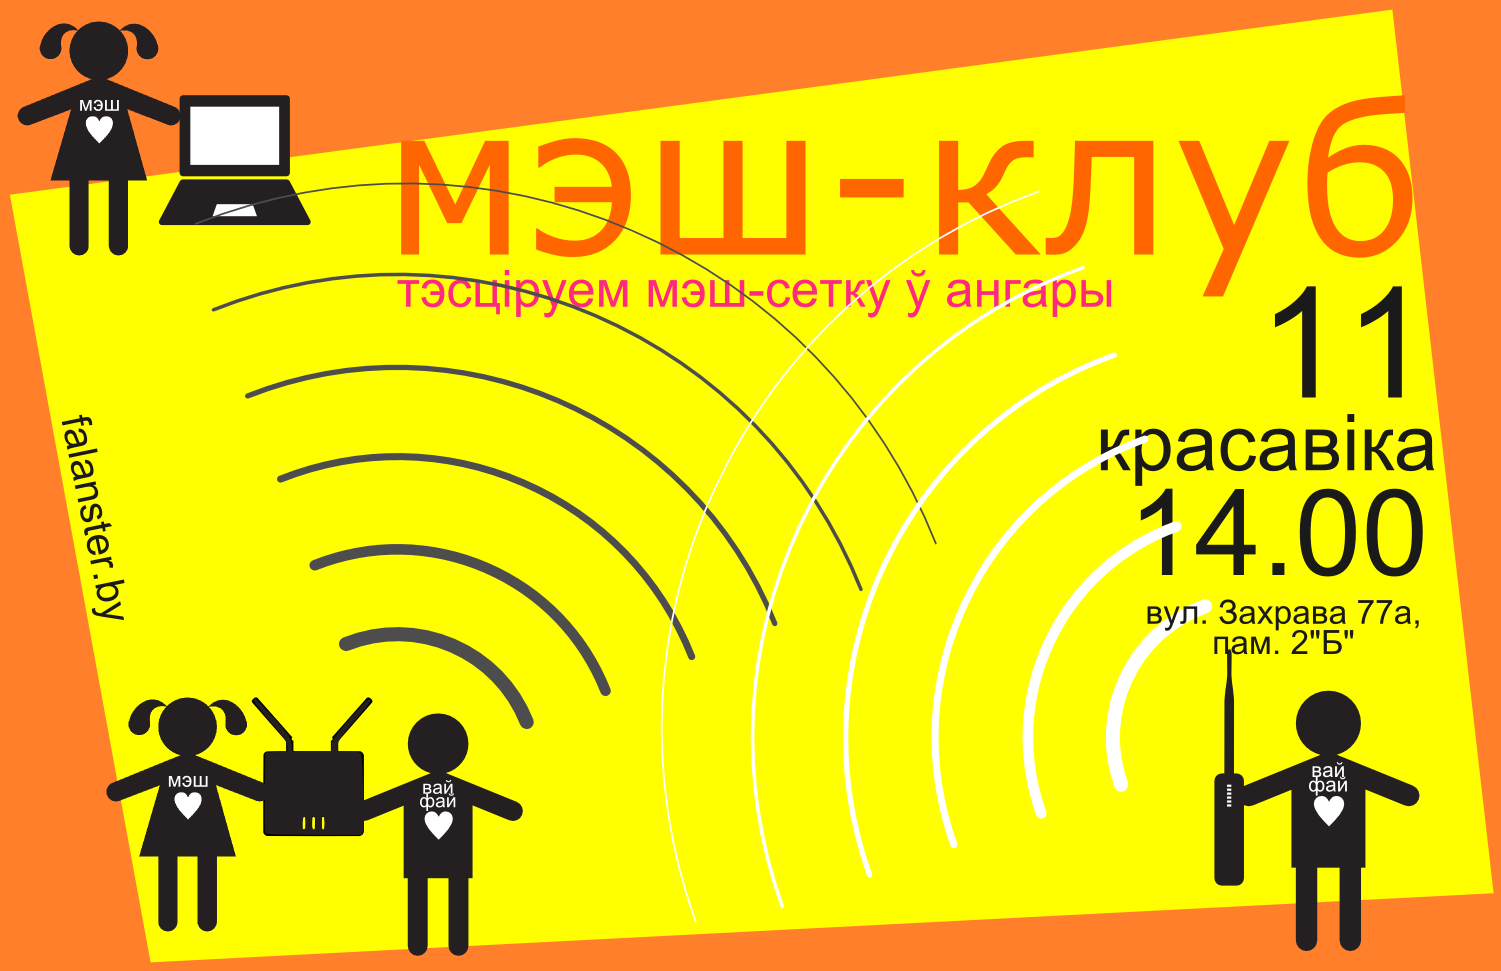 мэш
мэш-клуб
тэсціруем мэш-сетку ў ангары
11
красавіка
14.00
вул. Захрава 77а,
пам. 2"Б"
falanster.by
мэш
вай
фай
вай
фай